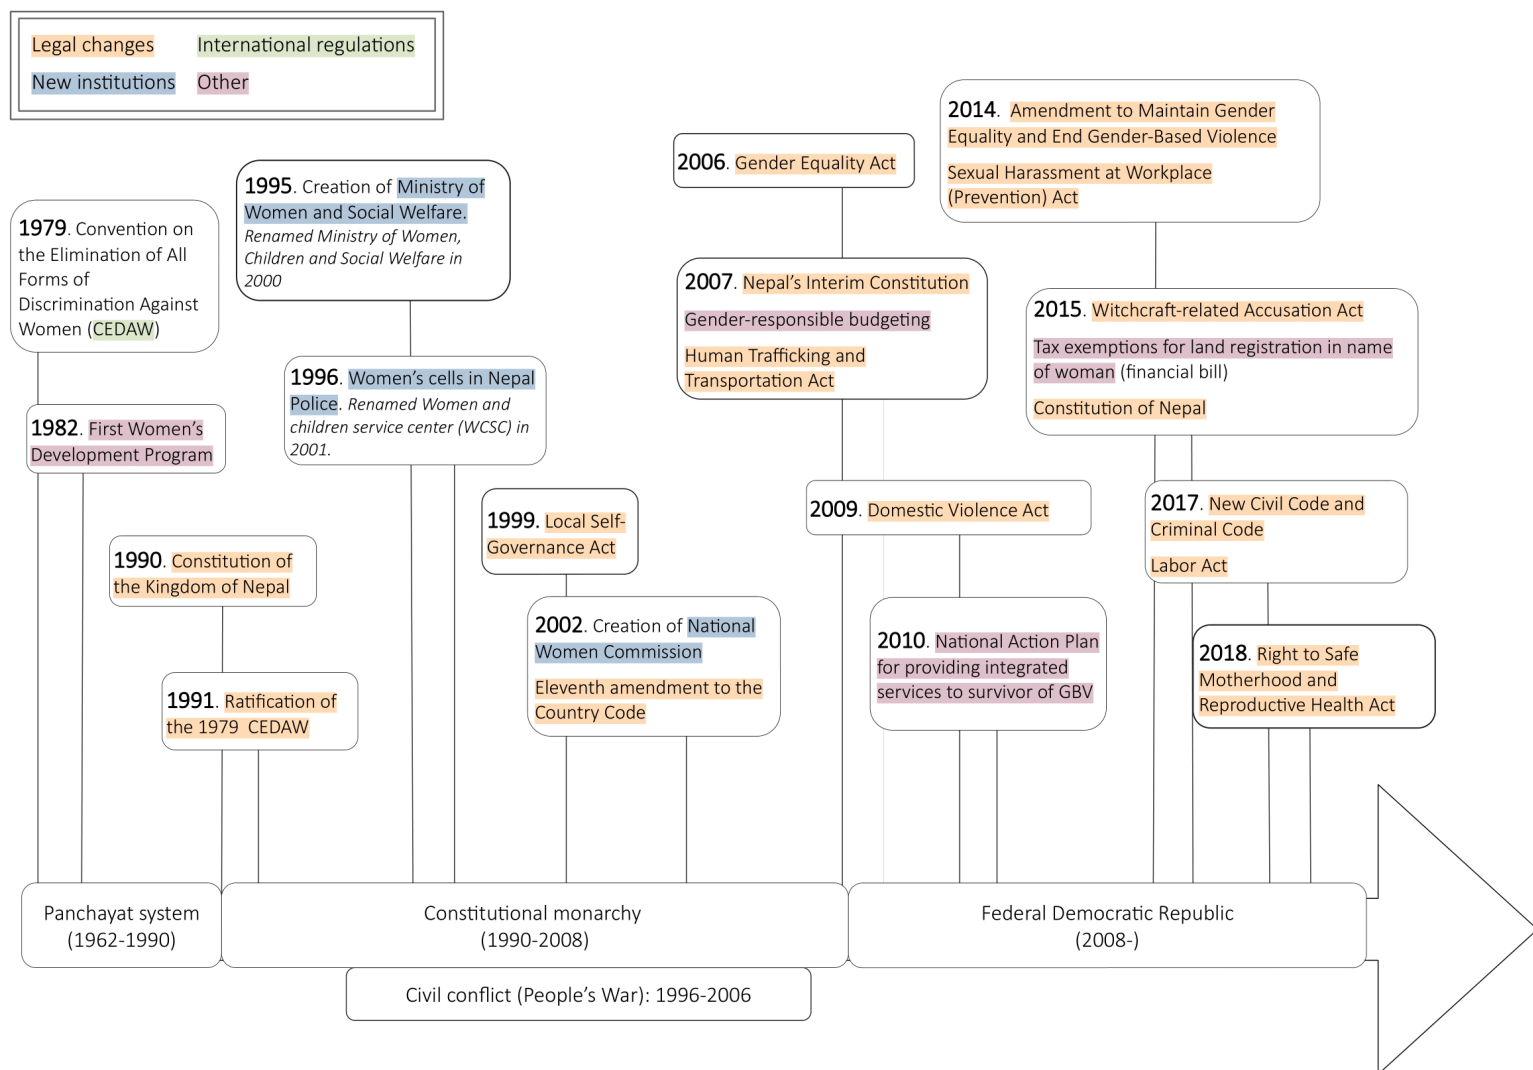 Legal changes
International regulations
New institutions
Other
1979. Convention on
the Elimination of All
Forms of
Discrimination Against
Women (CEDAW)
1982. First Women's
Development Program
1990. Constitution of
the Kingdom of Nepal
1991. Ratification of
the 1979 CEDAW
1995. Creation of Ministry of
Women and Social Welfare.
Renamed Ministry of Women,
Children and Social Welfare in
2000
1996. Women's cells in Nepal
Police. Renamed Women and
children service center (WCSC) in
2001.
1999. Local Self-
Governance Act
2002. Creation of National
Women Commission
Eleventh amendment to the
Country Code
2006. Gender Equality Act
2007. Nepal's Interim Constitution
Gender-responsible budgeting
Human Trafficking and
Transportation Act
2009. Domestic Violence Act
2010. National Action Plan
for providing integrated
services to survivor of GBV
2014. Amendment to Maintain Gender
Equality and End Gender-Based Violence
Sexual Harassment at Workplace
(Prevention) Act
2015. Witchcraft-related Accusation Act
Tax exemptions for land registration in name
of woman (financial bill)
Constitution of Nepal
2017. New Civil Code and
Criminal Code
Labor Act
2018. Right to Safe
Motherhood and
Reproductive Health Act
Panchayat system
(1962-1990)
Constitutional monarchy
(1990-2008)
Federal Democratic Republic
(2008-)
Civil conflict (People's War): 1996-2006